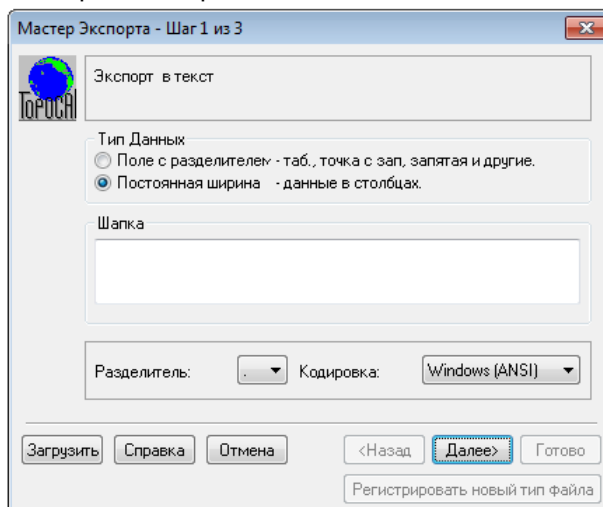 Мастер Экспорта - Шаг 1 из 3
Экспорт в текст
TOPOCAl
Тип Данных
Поле с разделителем - таб., точка с зап, запятая и другие.
Постоянная ширина - данные в столбцах.
Шапка
Разделитель: . Кодировка: Windows (ANSI)
Загрузить Справка Отмена <Назад Далее> Готово
Регистрировать новый тип файла